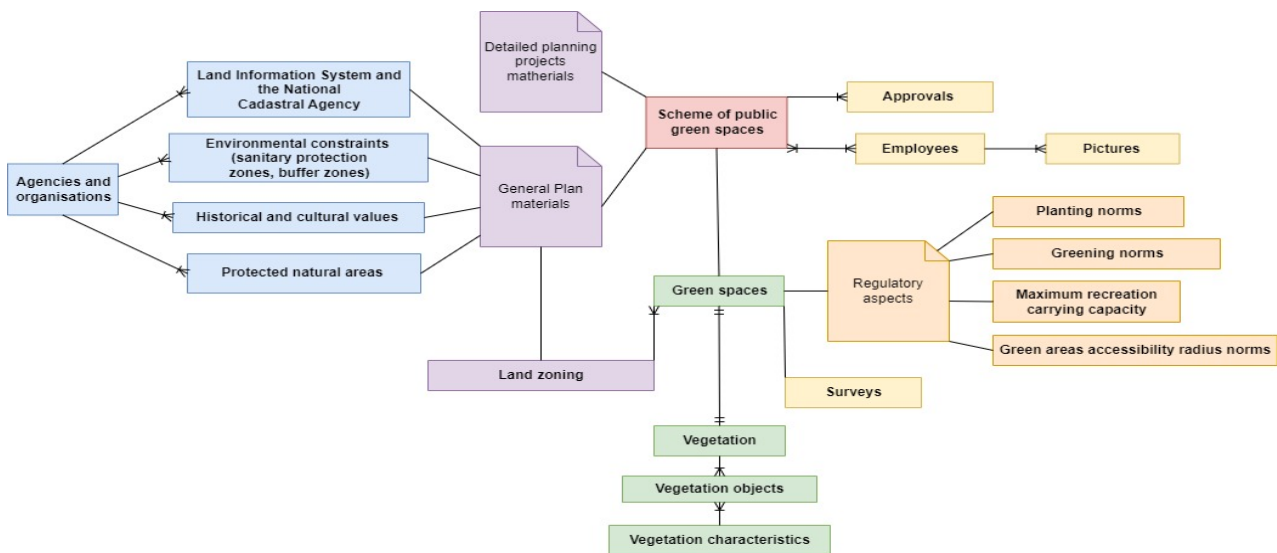 Detailed planning
projects matherials
Land Information System and
the National
Cadastral Agency
Approvals
Scheme of public
green spaces
Environmental constraints
(sanitary protection
zones, buffer zones)
Employees
Pictures
Agencies and
organisations
General Plan
materials
Historical and cultural values
Planting norms
Protected natural areas
Greening norms
Green spaces
Regulatory
aspects
Maximum recreation
carrying capacity
Green areas accessibility radius norms
Land zoning
Surveys
Vegetation
Vegetation objects
Vegetation characteristics